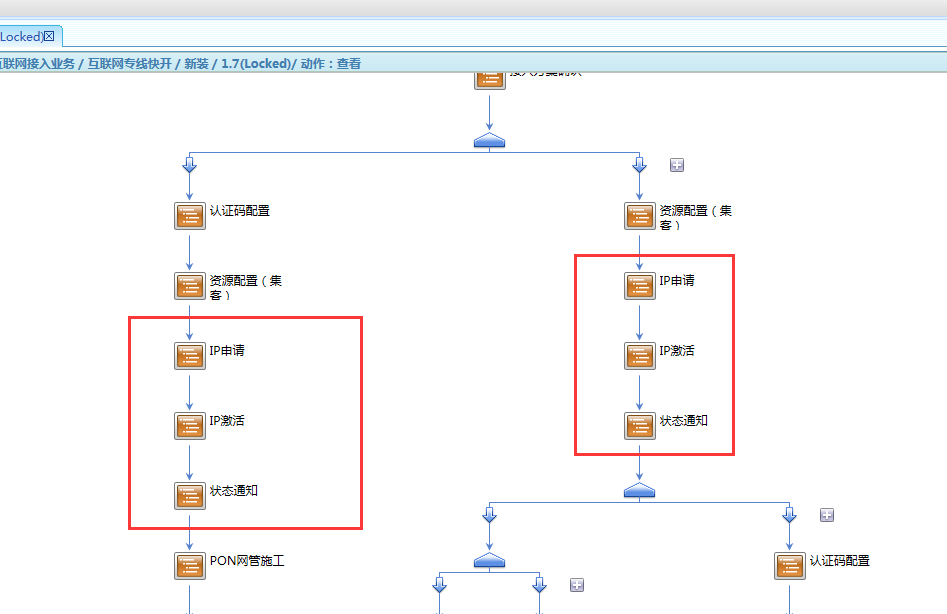 Locked)
互联网接入业务 / 互联网专线快开 / 新装 / 1.7(Locked)/ 动作：查看
认证码配置
资源配置（集
客）
资源配置（集
客）
IP申请
IP申请
IP激活
IP激活
状态通知
状态通知
PON网管施工
认证码配置